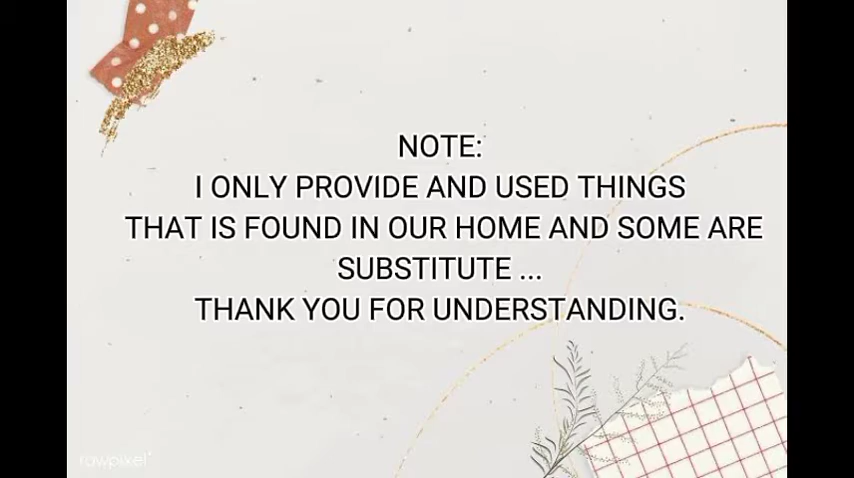 NOTE:
I ONLY PROVIDE AND USED THINGS
THAT IS FOUND IN OUR HOME AND SOME ARE
SUBSTITUTE ...
THANK YOU FOR UNDERSTANDING.
rawpixel